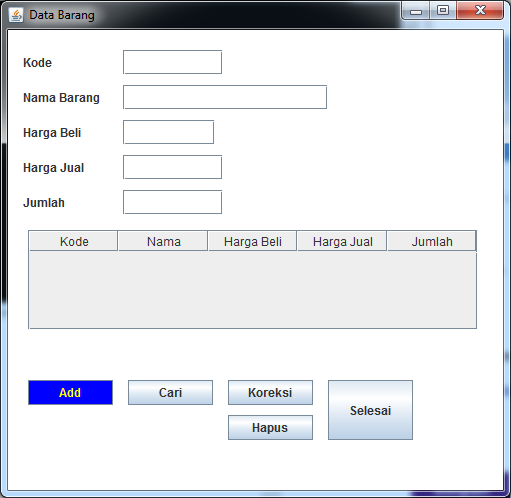 Data Barang
Kode
Nama Barang
Harga Beli
Harga Jual
Jumlah
Kode Nama Harga Beli Harga Jual Jumlah
Add Cari Koreksi Selesai
Hapus